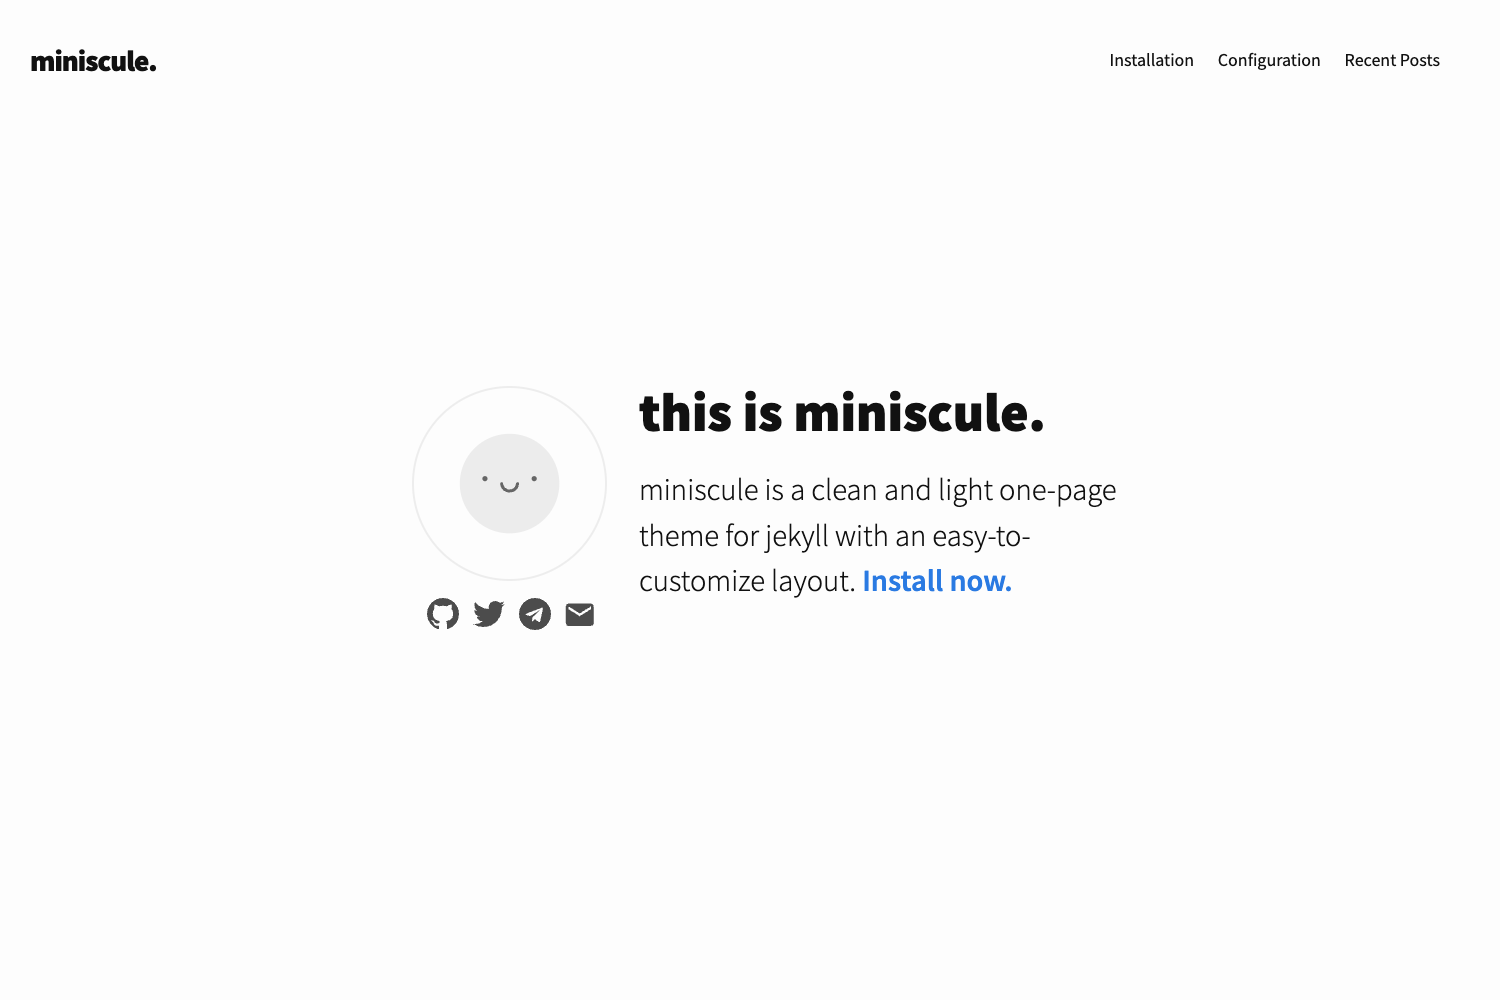 miniscule.
Installation Configuration Recent Posts
this is miniscule.
miniscule is a clean and light one-page
theme for jekyll with an easy-to-
customize layout. Install now.